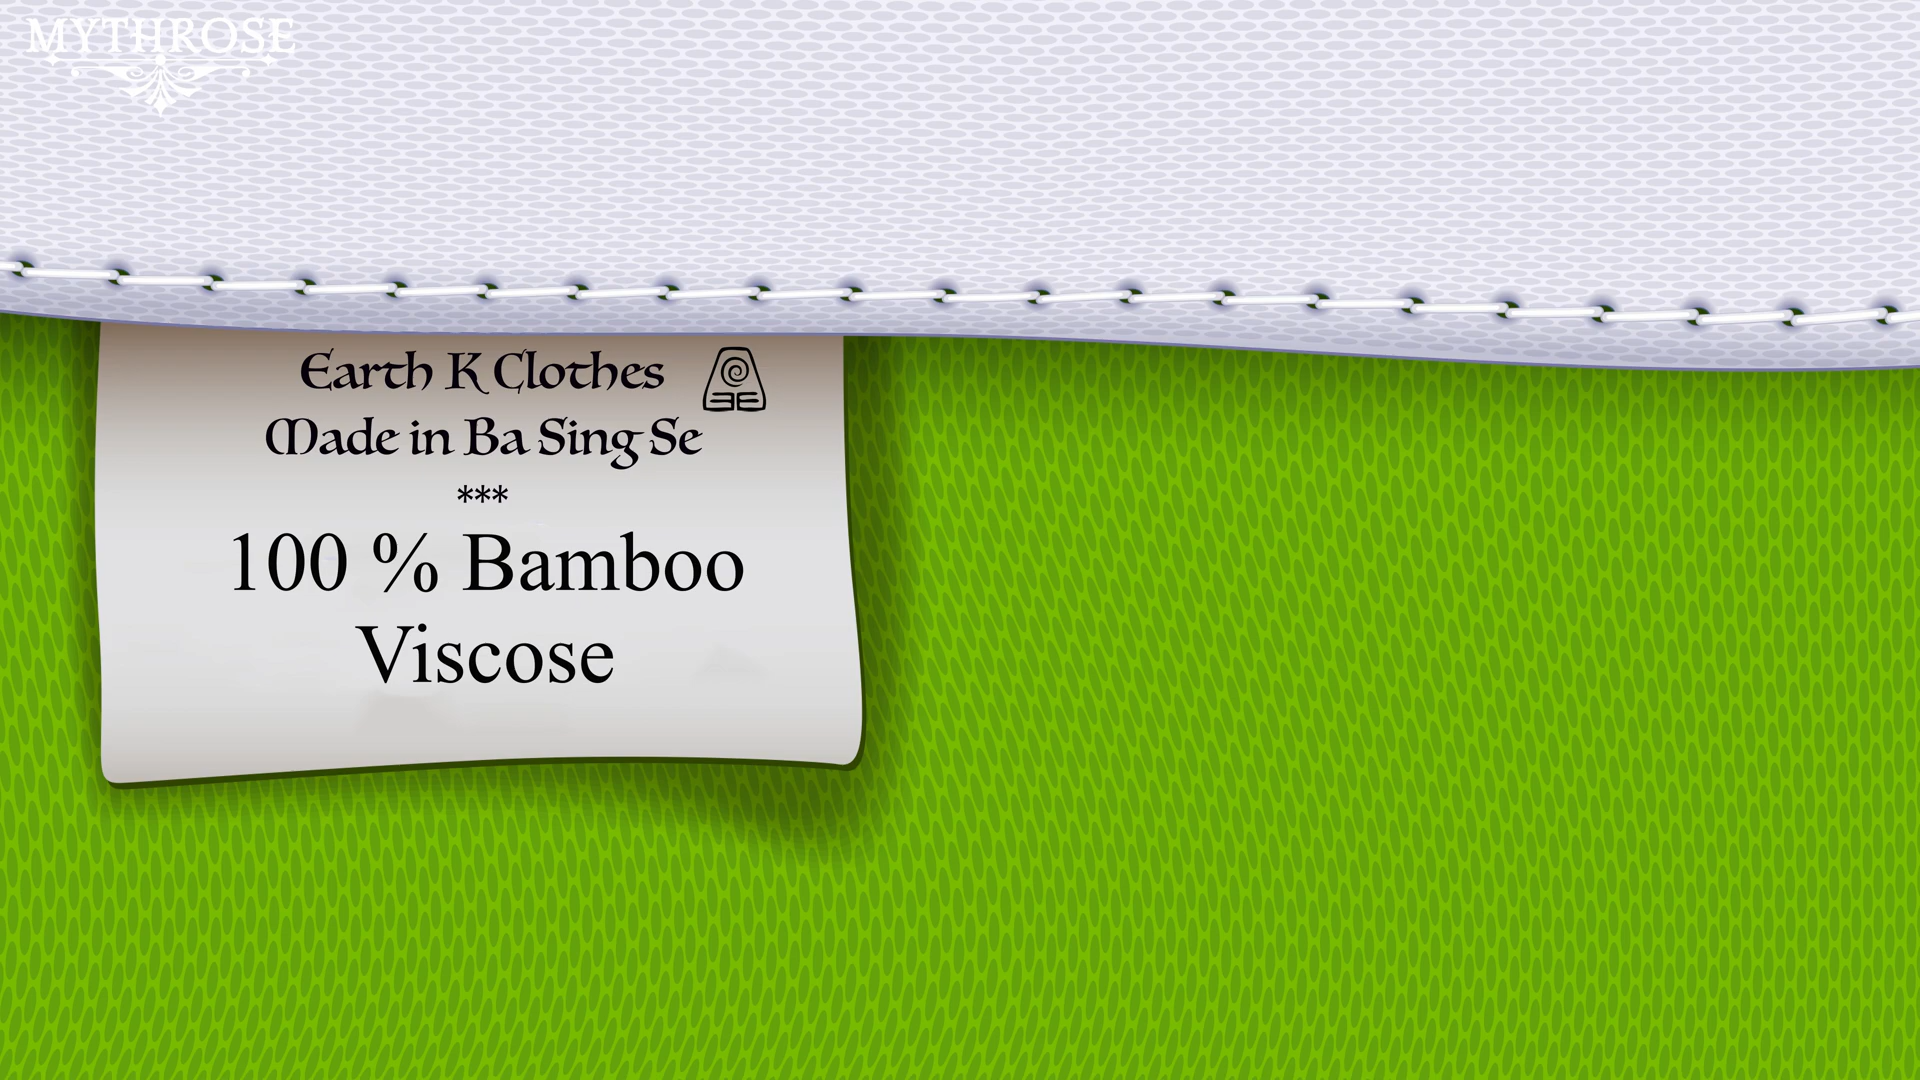 MYTHROSE
Earth K Clothes
Made in Ba Sing Se
***
100 % Bamboo
Viscose